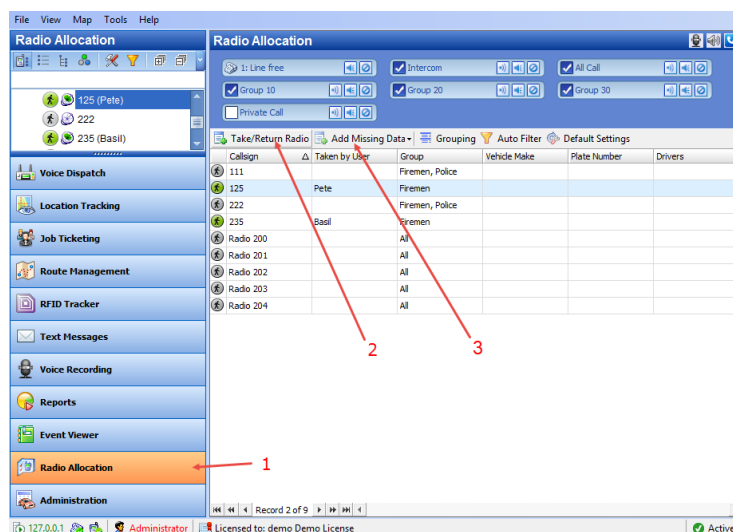 File View Map Tools Help
Radio Allocation
125 (Pete)
222
235 (Basil)
Voice Dispatch
Location Tracking
Job Ticketing
Route Management
RFID Tracker
Text Messages
Voice Recording
Reports
Event Viewer
Radio Allocation
Administration
Radio Allocation
1: Line free Intercom All Call
Group 10 Group 20 Group 30
Private Call
Take/Return Radio Add Missing Data Grouping Auto Filter Default Settings
Callsign Taken by User Group Vehicle Make Plate Number Drivers
111 Firemen, Police
125 Pete Firemen
222 Firemen, Police
235 Basil Firemen
Radio 200 All
Radio 201 All
Radio 202 All
Radio 203 All
Radio 204 All
2 3
1
Record 2 of 9
127.0.0.1 Administrator Licensed to: demo Demo License Active